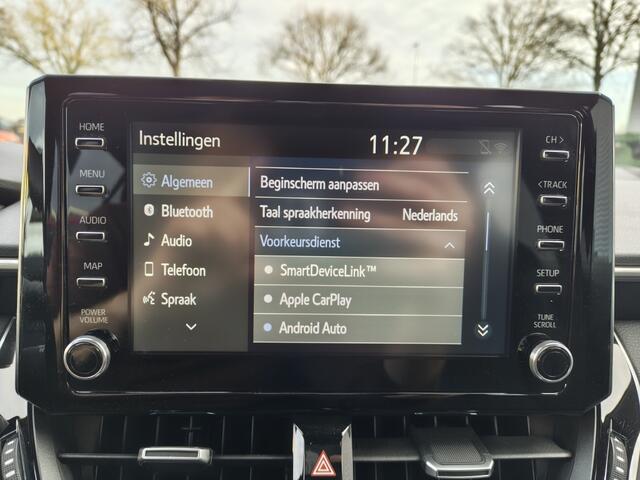 HOME
MENU
AUDIO
MAP
POWER
VOLUME
Instellingen
11:27
Algemeen
Bluetooth
Audio
Telefoon
Spraak
Beginscherm aanpassen
Taal spraakherkenning Nederlands
Voorkeursdienst
SmartDeviceLink™
Apple CarPlay
Android Auto
CH >
< TRACK
PHONE
SETUP
TUNE
SCROLL